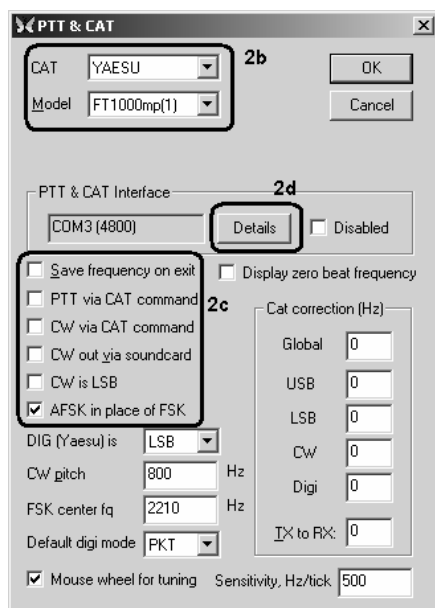 PTT & CAT
CAT YAESU 2b OK
Model FT1000mp(1) Cancel
PTT & CAT Interface 2d
COM3 (4800) Details Disabled
Save frequency on exit Display zero beat frequency
PTT via CAT command 2c Cat correction (Hz)
CW via CAT command Global 0
CW out via soundcard USB 0
CW is LSB LSB 0
AFSK in place of FSK
DIG (Yaesu) is LSB CW 0
CW pitch 800 Hz Digi 0
FSK center fq 2210 Hz
Default digi mode PKT TX to RX: 0
Mouse wheel for tuning Sensitivity, Hz/tick 500